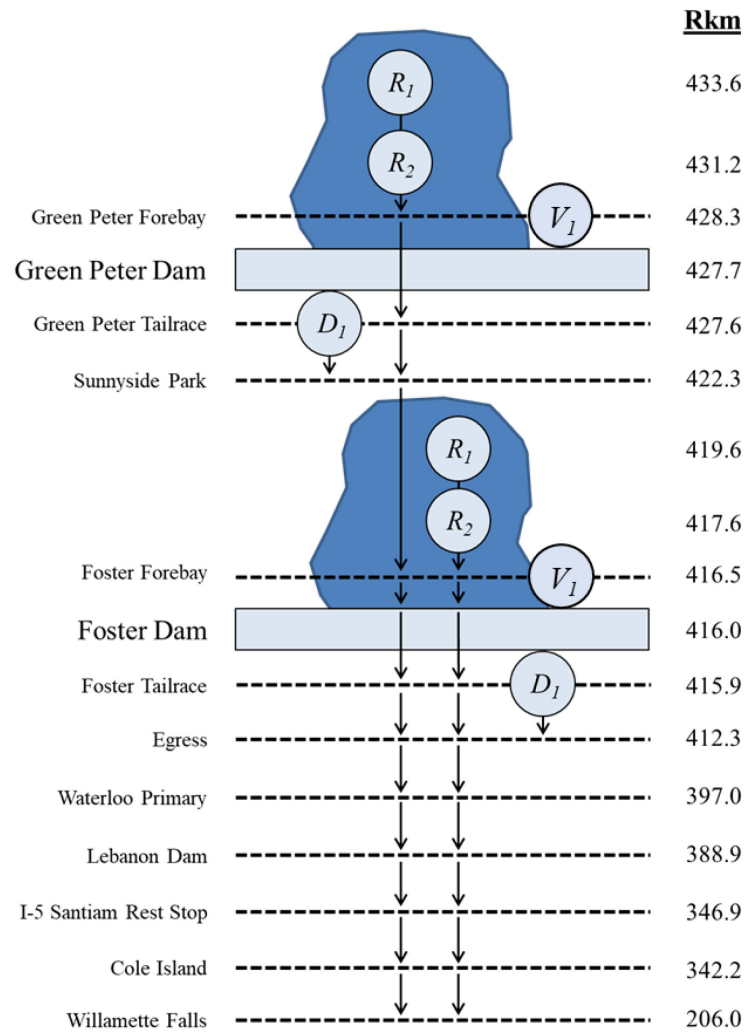 Rkm
R1 433.6
R2 431.2
Green Peter Forebay V1 428.3
Green Peter Dam 427.7
Green Peter Tailrace D1 427.6
Sunnyside Park 422.3
R1 419.6
R2 417.6
Foster Forebay V1 416.5
Foster Dam 416.0
Foster Tailrace D1 415.9
Egress 412.3
Waterloo Primary 397.0
Lebanon Dam 388.9
I-5 Santiam Rest Stop 346.9
Cole Island 342.2
Willamette Falls 206.0